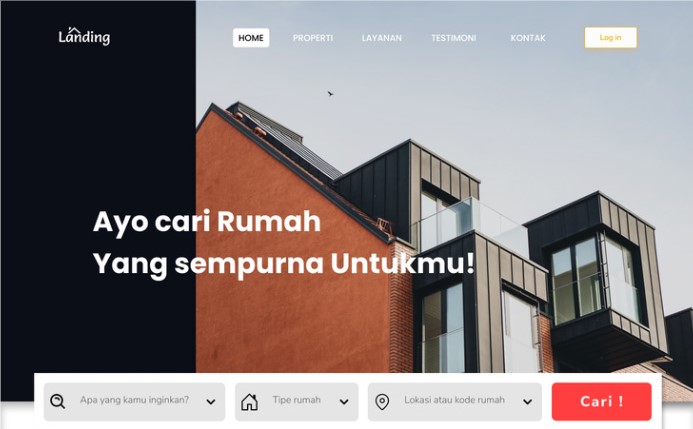 Landing
HOME PROPERTI LAYANAN TESTIMONI KONTAK Log in
Ayo cari Rumah
Yang sempurna Untukmu!
Apa yang kamu inginkan? Tipe rumah Lokasi atau kode rumah Cari !